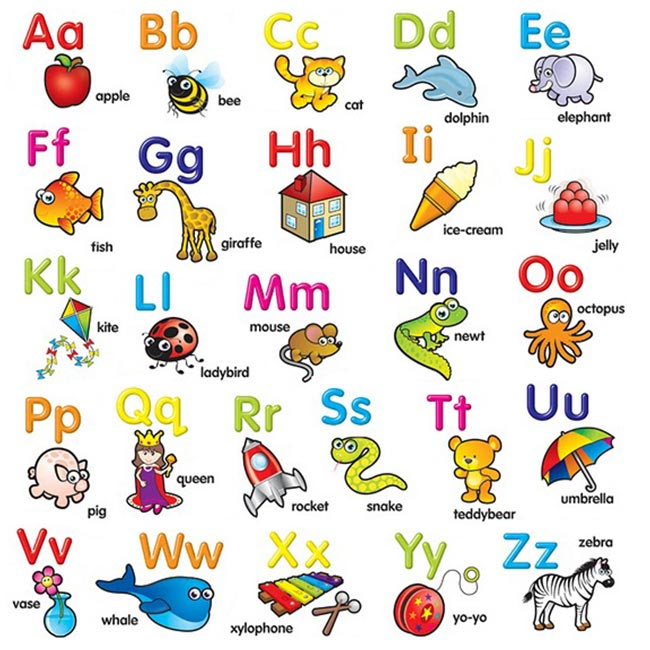 Aa
apple
Bb
bee
Cc
cat
Dd
dolphin
Ee
elephant
Ff
fish
Gg
giraffe
Hh
house
Ii
ice-cream
Jj
jelly
Kk
kite
Ll
ladybird
Mm
mouse
Nn
newt
Oo
octopus
Pp
pig
Qq
queen
Rr
rocket
Ss
snake
Tt
teddybear
Uu
umbrella
Vv
vase
Ww
whale
Xx
xylophone
Yy
yo-yo
Zz
zebra